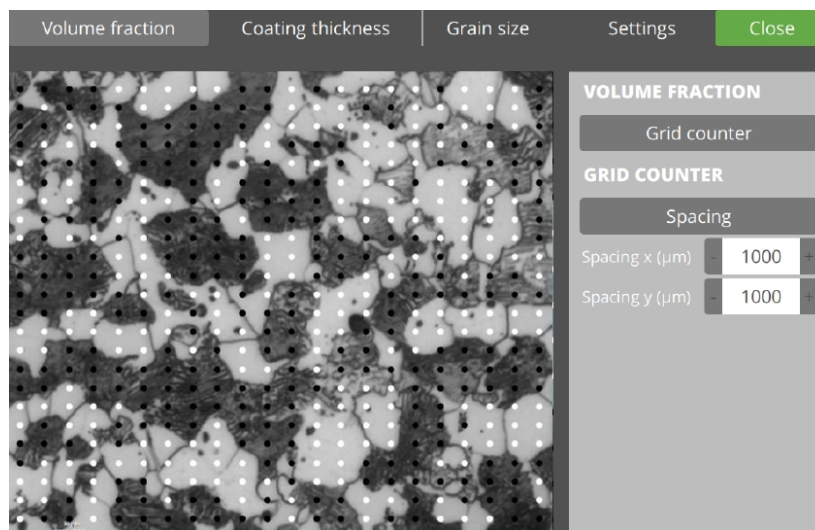 Volume fraction Coating thickness Grain size Settings Close
VOLUME FRACTION
Grid counter
GRID COUNTER
Spacing
Spacing x (µm) - 1000 +
Spacing y (µm) - 1000 +